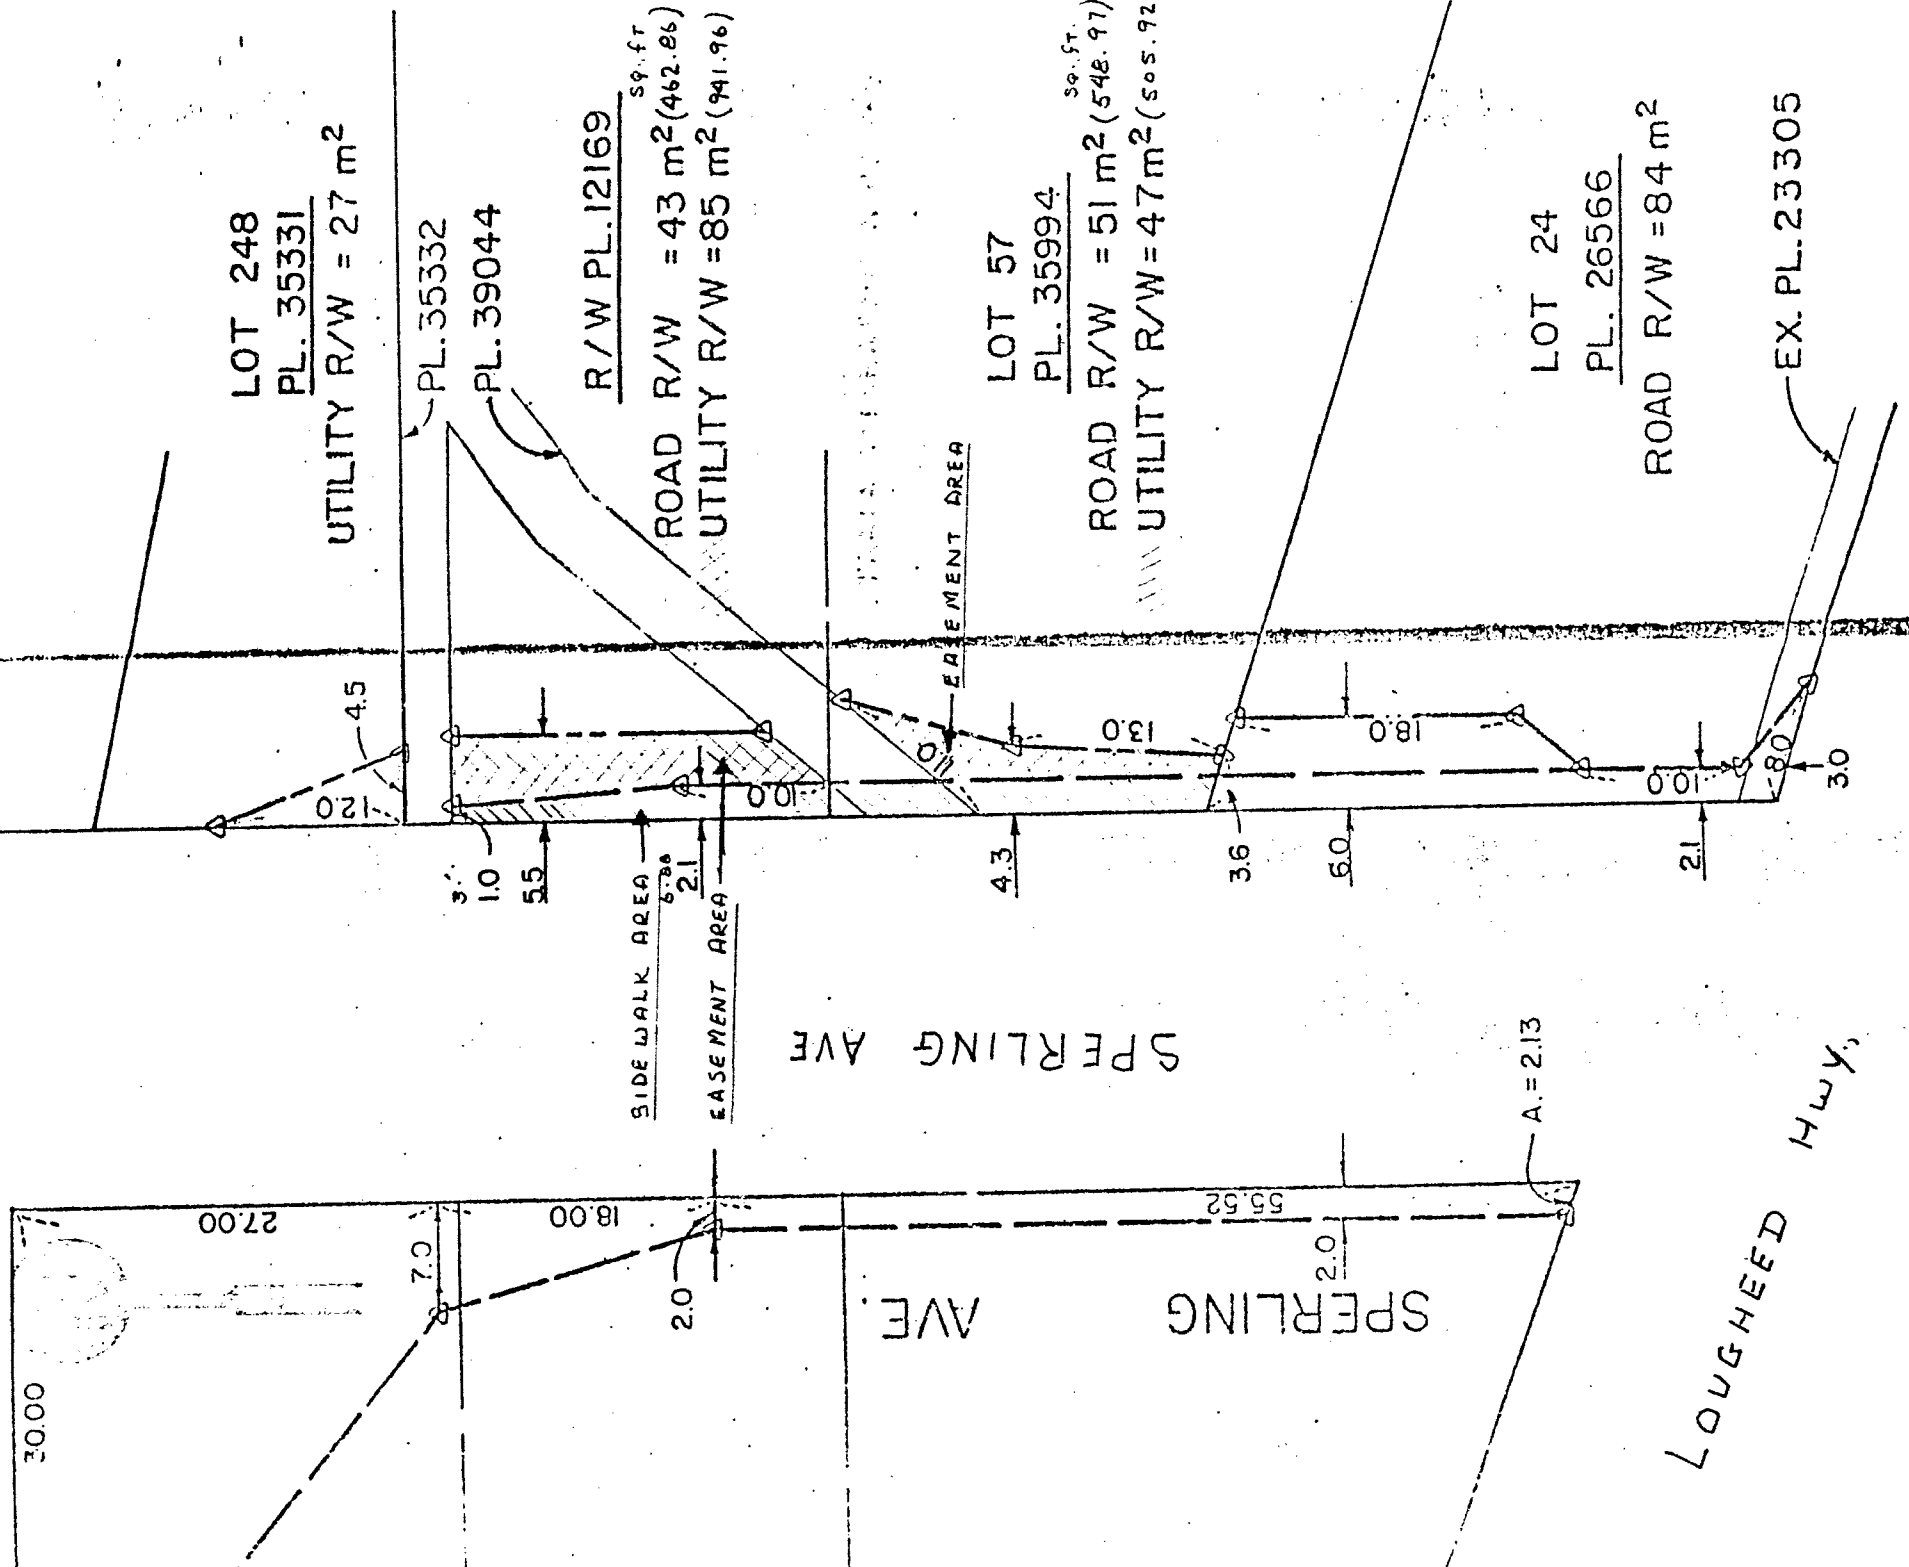 LOT 248
PL. 35331
UTILITY R/W = 27 m²
PL. 35332
PL. 39044
R/W PL. 12169
SQ. FT
ROAD R/W = 43 m² (462.86)
UTILITY R/W = 85 m² (941.96)
LOT 57
PL. 35994
SQ. FT.
ROAD R/W = 51 m² (548.97)
UTILITY R/W = 47 m² (505.92
LOT 24
PL. 26566
ROAD R/W = 84 m²
EX. PL. 23305
4.5
12.0
EASEMENT AREA
13.0
18.0
10.0
10.0
8.0
3.0
1.0
5.5
2.1
4.3
3.6
6.0
2.1
SIDEWALK AREA
EASEMENT AREA
SPERLING AVE
A. = 2.13
27.00
18.00
55.52
7.0
2.0
2.0
30.00
SPERLING AVE.
LOUGHEED HWY.